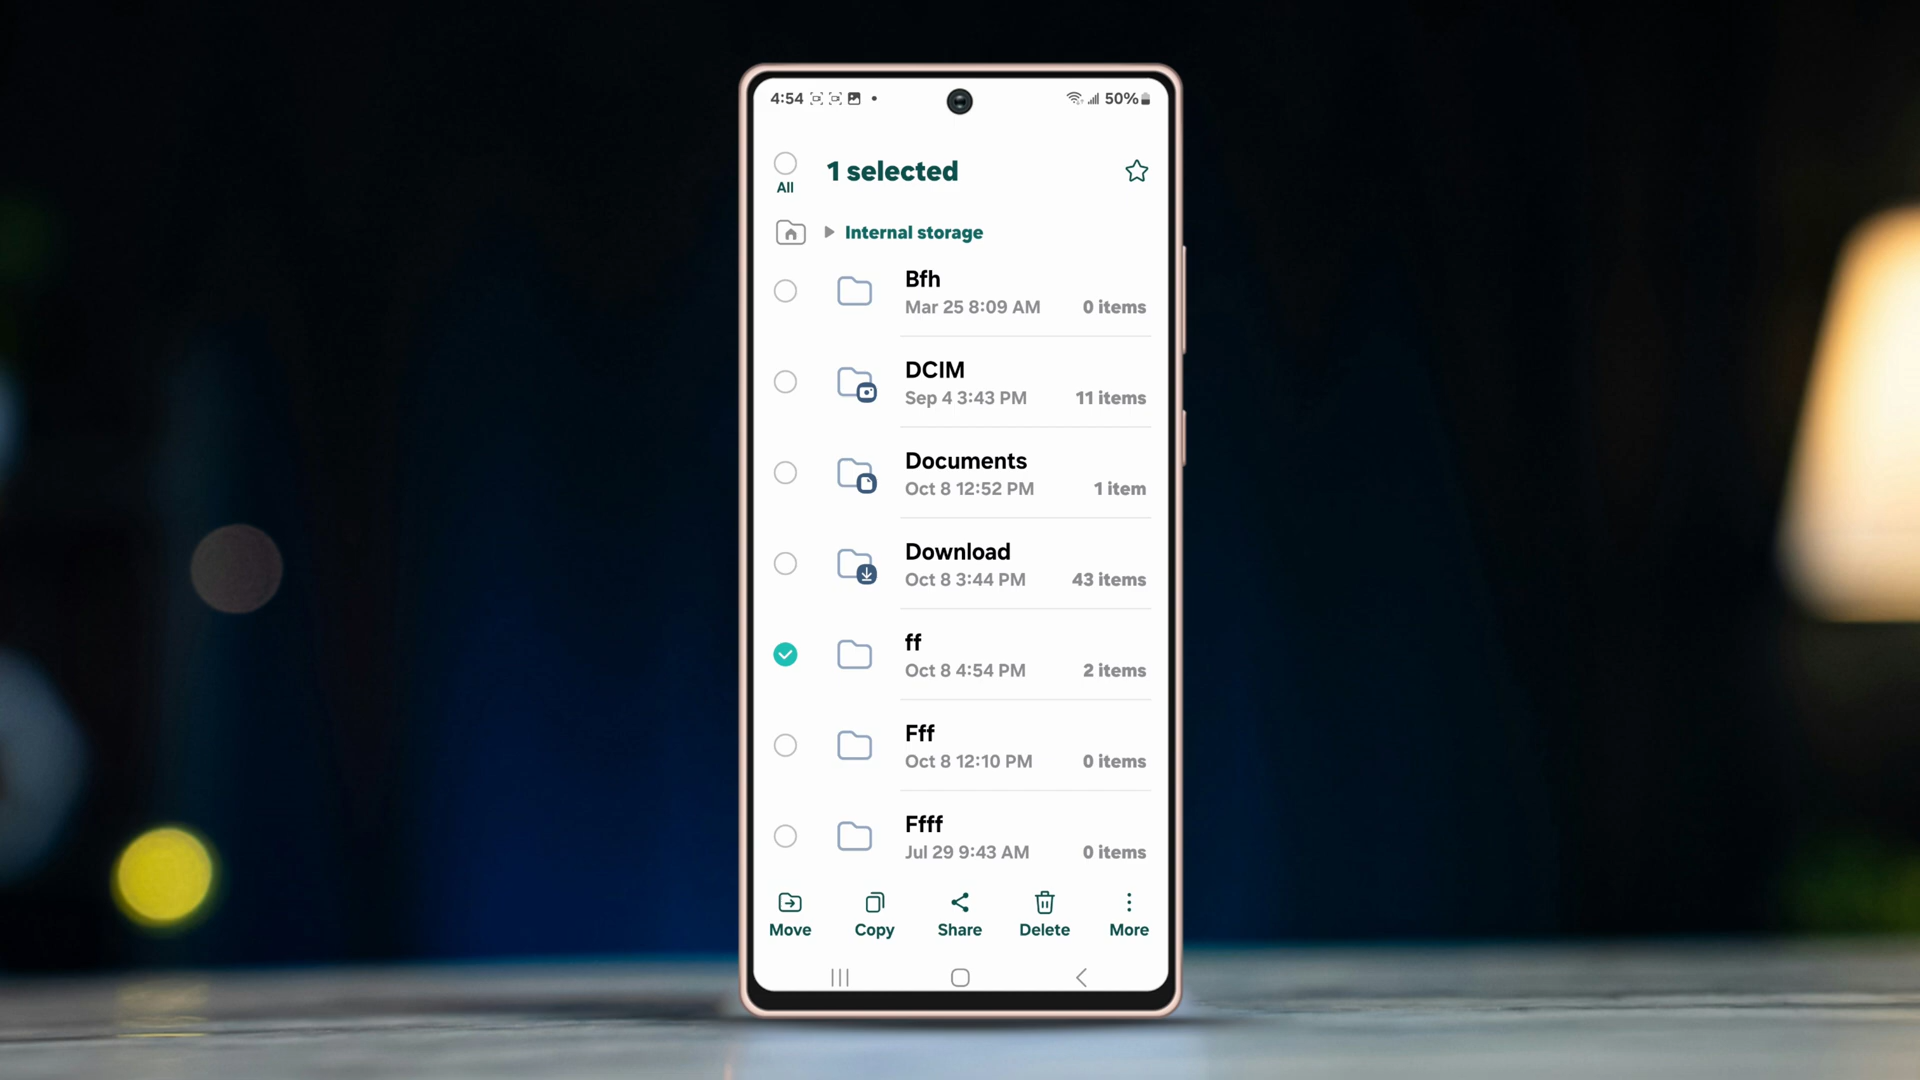 4:54 50%
1 selected
All
Internal storage
Bfh
Mar 25 8:09 AM 0 items
DCIM
Sep 4 3:43 PM 11 items
Documents
Oct 8 12:52 PM 1 item
Download
Oct 8 3:44 PM 43 items
ff
Oct 8 4:54 PM 2 items
Fff
Oct 8 12:10 PM 0 items
Ffff
Jul 29 9:43 AM 0 items
Move Copy Share Delete More